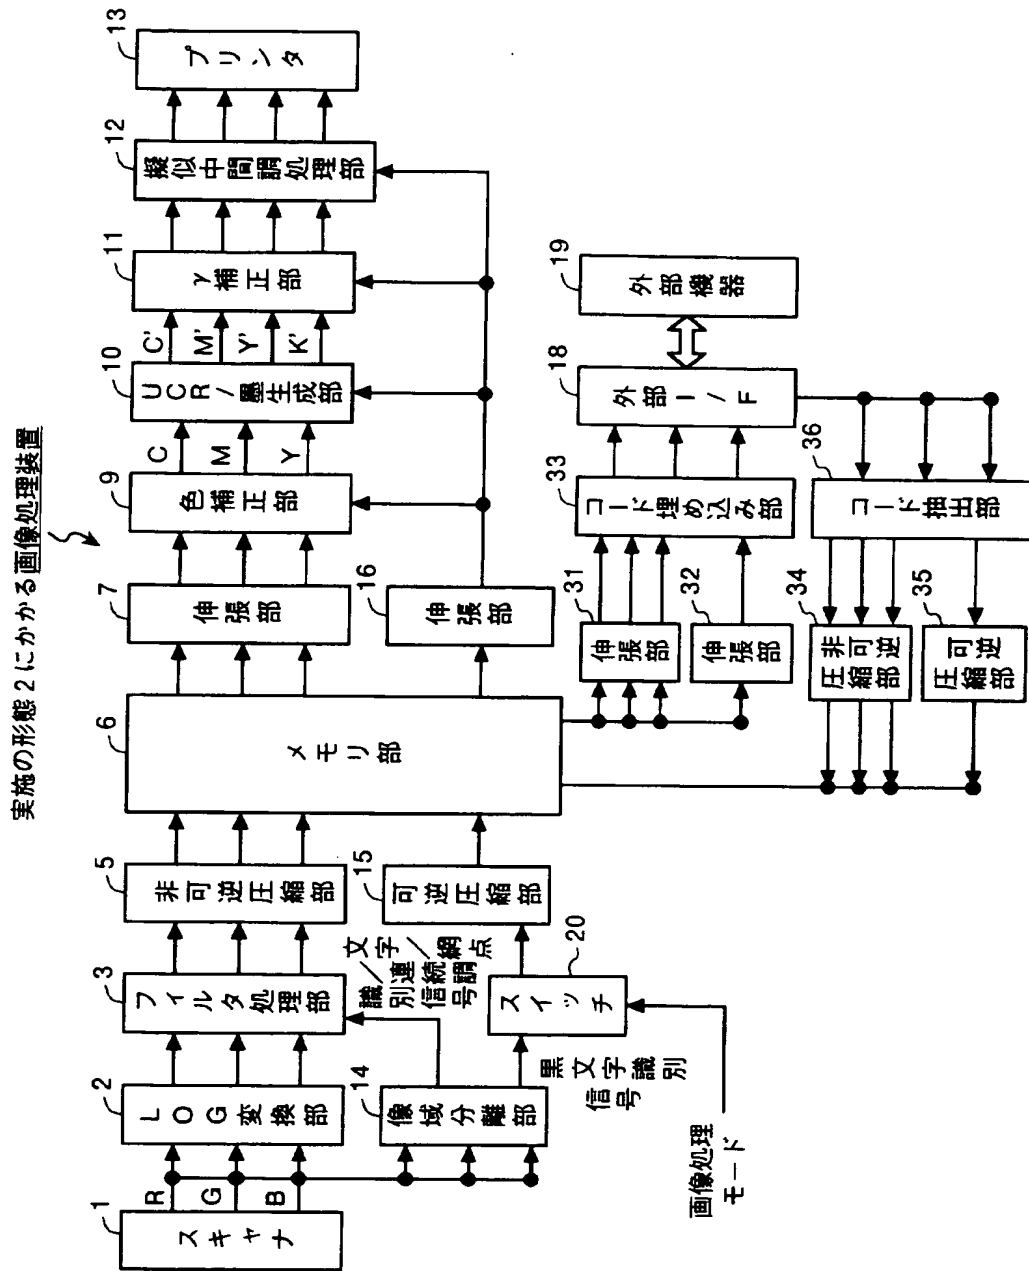 実施の形態2にかかる画像処理装置
1
スキャナ
R
G
B
2
LOG変換部
3
フィルタ処理部
5
非可逆圧縮部
6
メモリ部
7
伸張部
9
色補正部
C
M
Y
10
UCR/墨生成部
C'
M'
Y'
K'
11
γ補正部
12
擬似中間調処理部
13
プリンタ
14
像域分離部
文字/網点
/連続調
識別信号
黒文字識別
信号
20
スイッチ
画像処理
モード
15
可逆圧縮部
16
伸張部
31
伸張部
32
伸張部
33
コード埋め込み部
18
外部I/F
19
外部機器
34
非可逆
圧縮部
35
可逆
圧縮部
36
コード抽出部